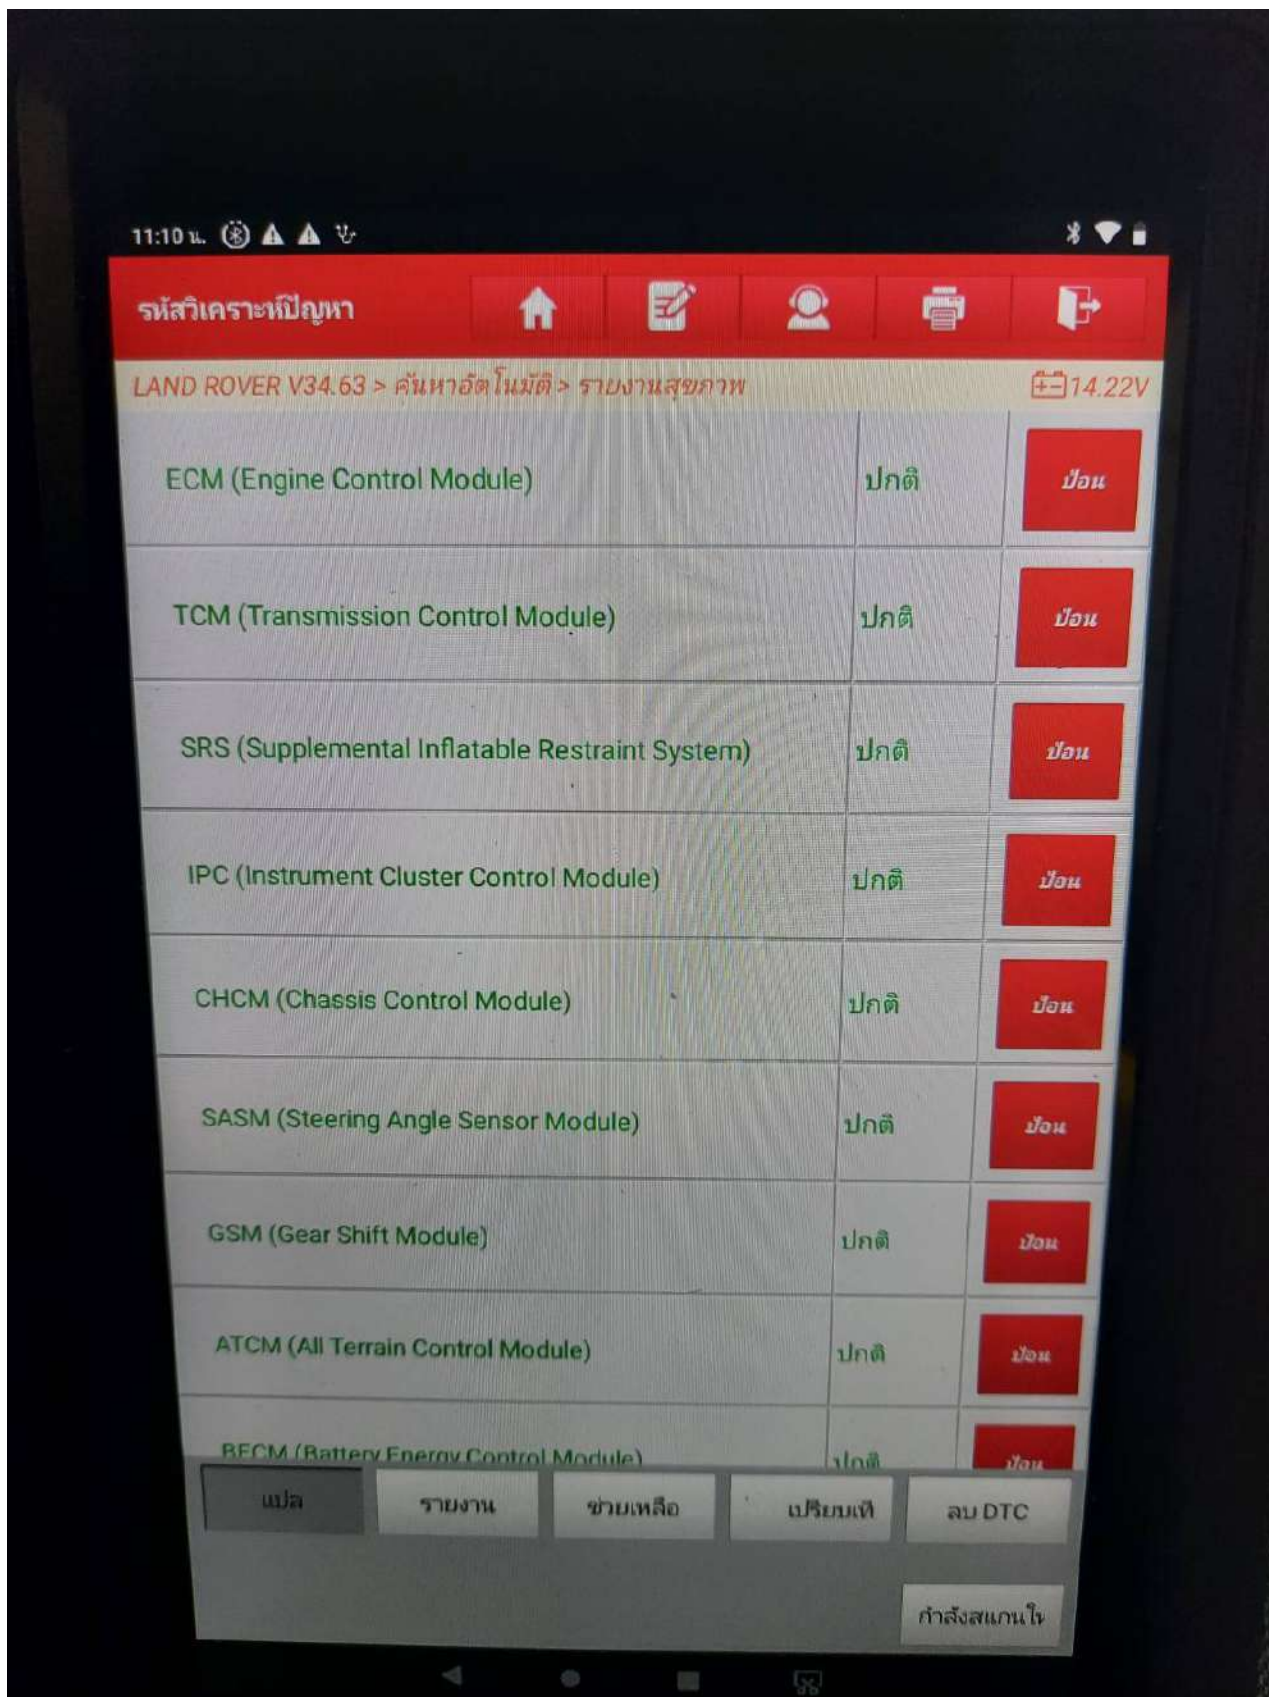 11:10 น.
รหัสวิเคราะห์ปัญหา
LAND ROVER V34.63 > ค้นหาอัตโนมัติ > รายงานสุขภาพ 14.22V
ECM (Engine Control Module) ปกติ ป้อน
TCM (Transmission Control Module) ปกติ ป้อน
SRS (Supplemental Inflatable Restraint System) ปกติ ป้อน
IPC (Instrument Cluster Control Module) ปกติ ป้อน
CHCM (Chassis Control Module) ปกติ ป้อน
SASM (Steering Angle Sensor Module) ปกติ ป้อน
GSM (Gear Shift Module) ปกติ ป้อน
ATCM (All Terrain Control Module) ปกติ ป้อน
BECM (Battery Energy Control Module) ปกติ ป้อน
แปล รายงาน ช่วยเหลือ เปรียบเที ลบ DTC
กำลังสแกนให